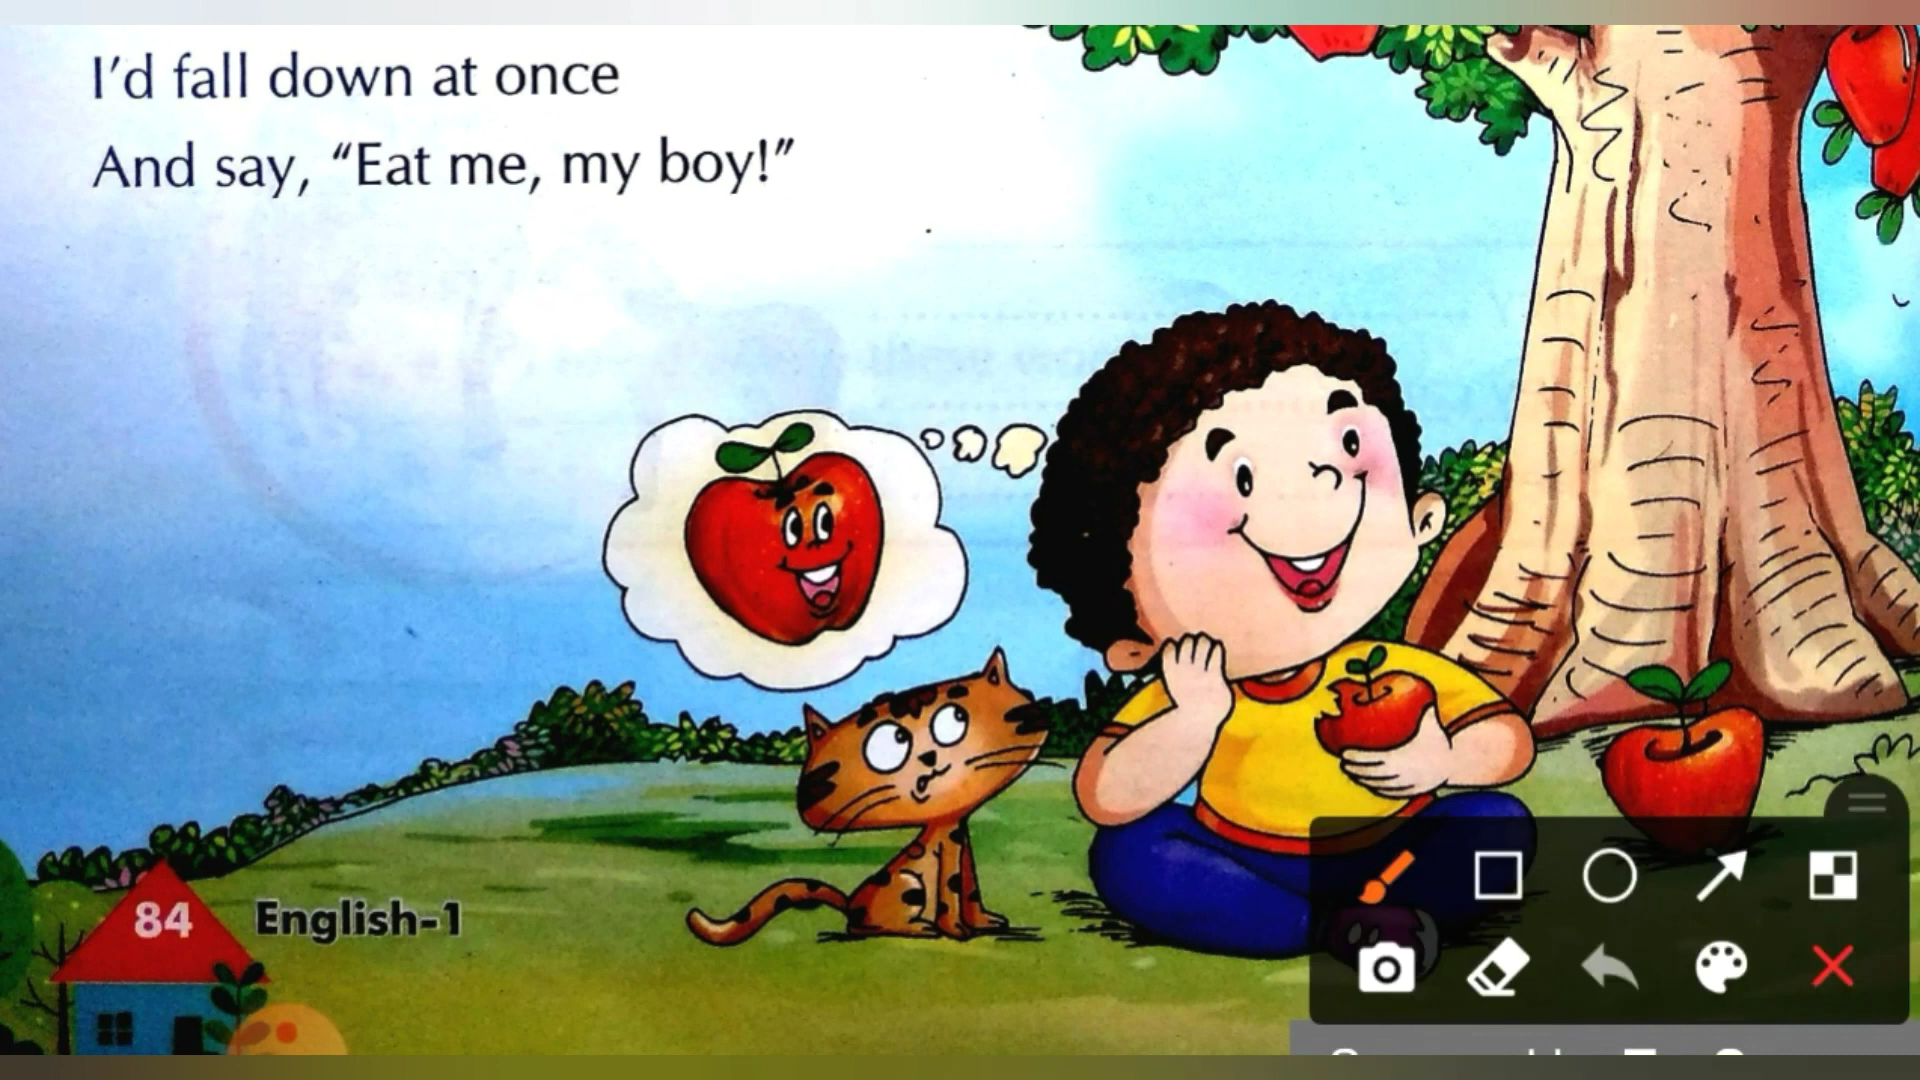 I'd fall down at once
And say, “Eat me, my boy!”
84 English-1